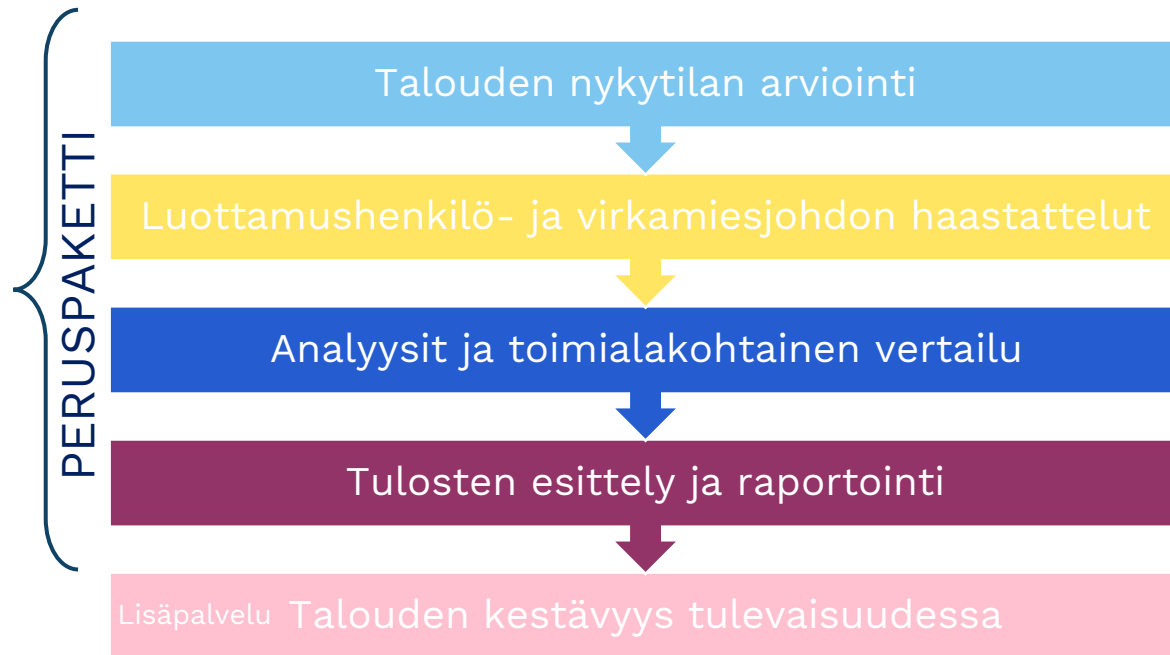 PERUSPAKETTI
Talouden nykytilan arviointi
Luottamushenkilö- ja virkamiesjohdon haastattelut
Analyysit ja toimialakohtainen vertailu
Tulosten esittely ja raportointi
Lisäpalvelu Talouden kestävyys tulevaisuudessa